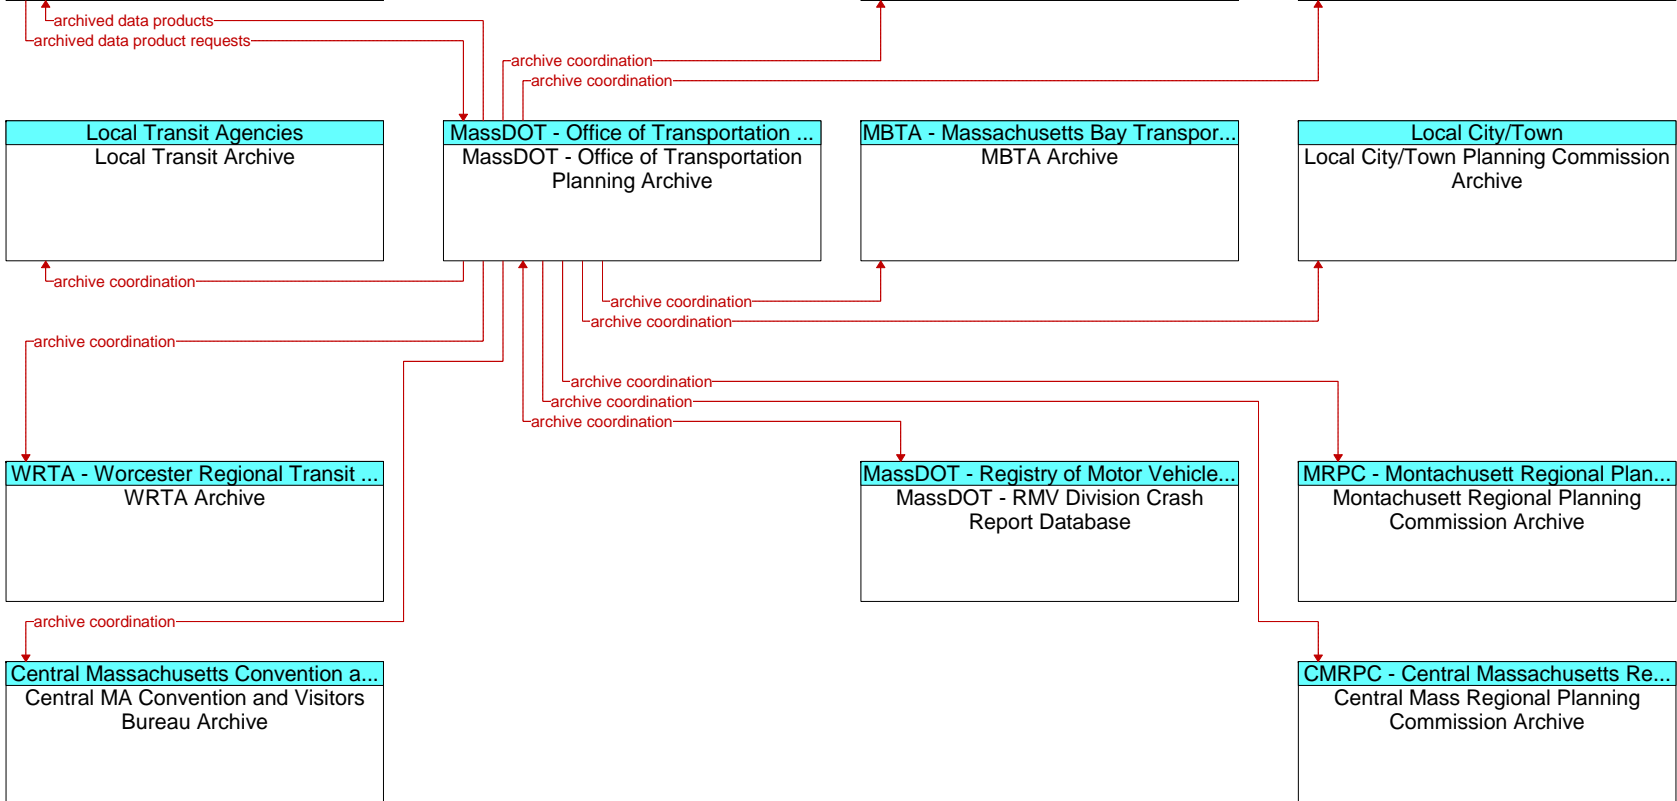 archived data products
archived data product requests
archive coordination
archive coordination
Local Transit Agencies
Local Transit Archive
MassDOT - Office of Transportation ...
MassDOT - Office of Transportation
Planning Archive
MBTA - Massachusetts Bay Transpor...
MBTA Archive
Local City/Town
Local City/Town Planning Commission
Archive
archive coordination
archive coordination
archive coordination
archive coordination
archive coordination
archive coordination
archive coordination
WRTA - Worcester Regional Transit ...
WRTA Archive
MassDOT - Registry of Motor Vehicle...
MassDOT - RMV Division Crash
Report Database
MRPC - Montachusett Regional Plan...
Montachusett Regional Planning
Commission Archive
archive coordination
Central Massachusetts Convention a...
Central MA Convention and Visitors
Bureau Archive
CMRPC - Central Massachusetts Re...
Central Mass Regional Planning
Commission Archive